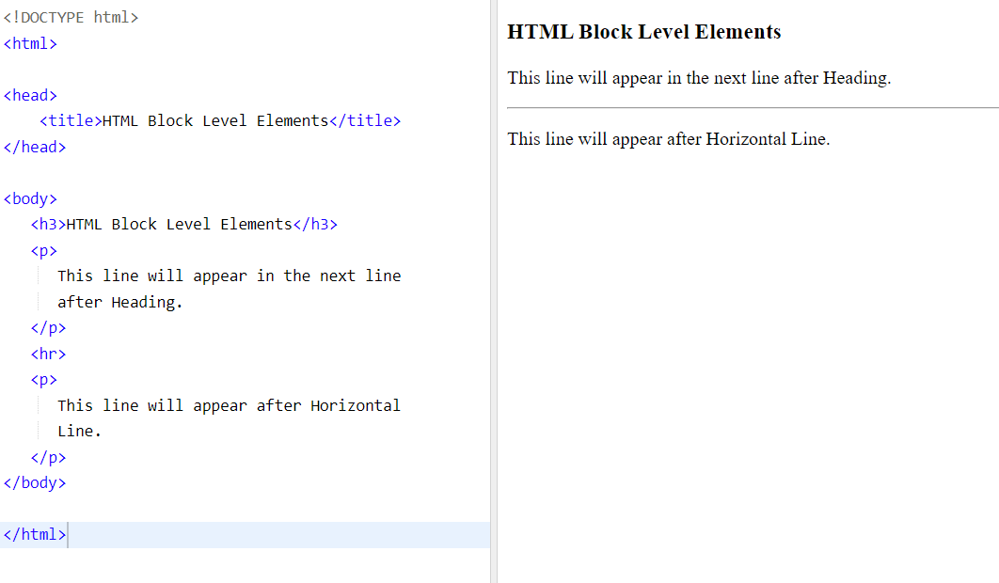 <!DOCTYPE html>
<html>
<head>
<title>HTML Block Level Elements</title>
</head>
<body>
<h3>HTML Block Level Elements</h3>
<p>
This line will appear in the next line
after Heading.
</p>
<hr>
<p>
This line will appear after Horizontal
Line.
</p>
</body>
</html>
HTML Block Level Elements
This line will appear in the next line after Heading.
This line will appear after Horizontal Line.